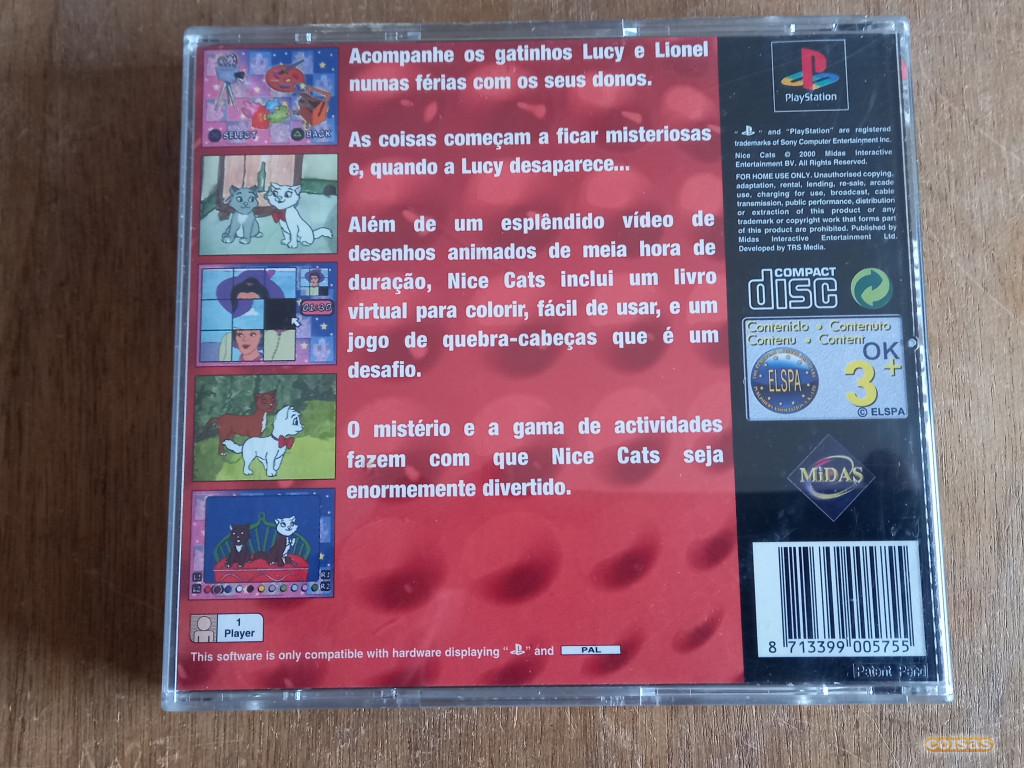 Acompanhe os gatinhos Lucy e Lionel
numas férias com os seus donos.
As coisas começam a ficar misteriosas
e, quando a Lucy desaparece...
Além de um esplêndido vídeo de
desenhos animados de meia hora de
duração, Nice Cats inclui um livro
virtual para colorir, fácil de usar, e um
jogo de quebra-cabeças que é um
desafio.
O mistério e a gama de actividades
fazem com que Nice Cats seja
enormemente divertido.
SELECT BACK
01:30
L1 R1
L2 R2
1
Player
This software is only compatible with hardware displaying " " and PAL
PlayStation
" " and "PlayStation" are registered
trademarks of Sony Computer Entertainment Inc.
Nice Cats © 2000 Midas Interactive
Entertainment BV. All Rights Reserved.
FOR HOME USE ONLY. Unauthorised copying,
adaptation, rental, lending, re-sale, arcade
use, charging for use, broadcast, cable
transmission, public performance, distribution
or extraction of this product or any
trademark or copyright work that forms part
of this product are prohibited. Published by
Midas Interactive Entertainment Ltd.
Developed by TRS Media.
COMPACT
disc
Contenido • Contenuto
Contenu • Content
ELSPA
OK
3+
© ELSPA
MiDAS
8 713399 005755
Patent Pend
coisas